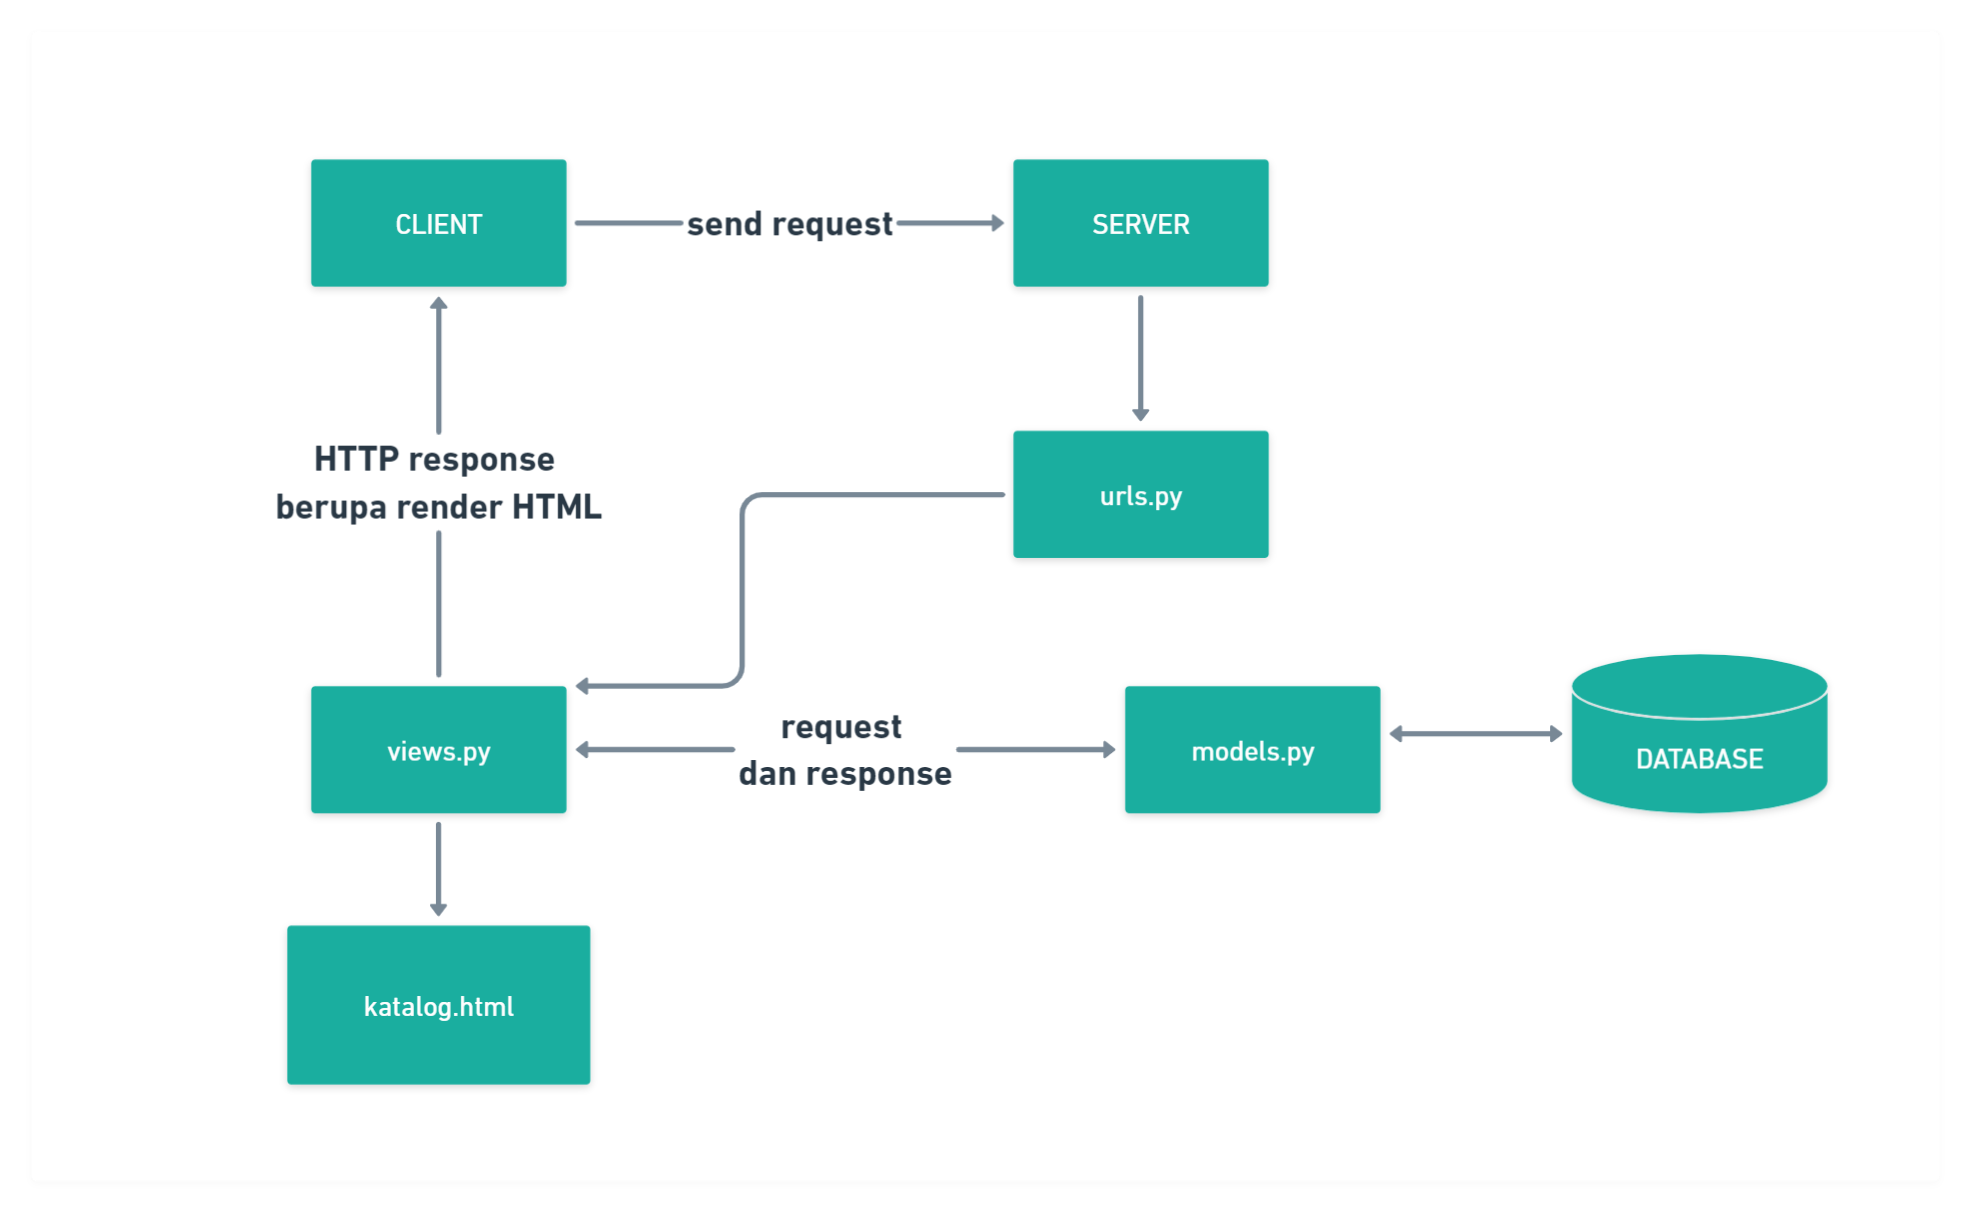 CLIENT
send request
SERVER
HTTP response
berupa render HTML
urls.py
views.py
request
dan response
models.py
DATABASE
katalog.html